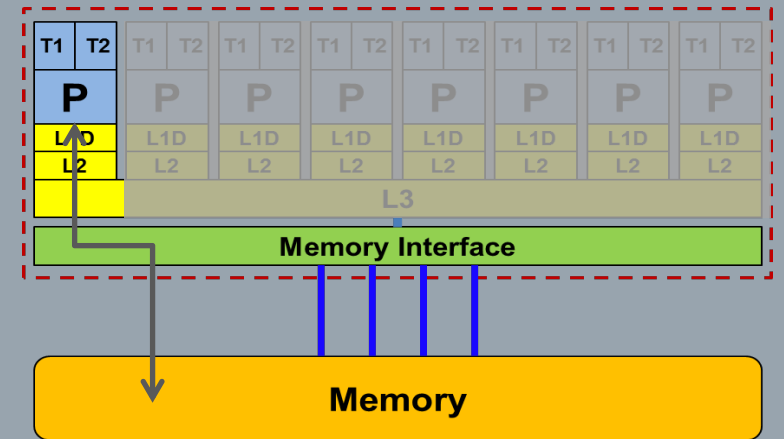 T1 T2 T1 T2 T1 T2 T1 T2 T1 T2 T1 T2 T1 T2 T1 T2
P P P P P P P P
L1D L1D L1D L1D L1D L1D L1D L1D
L2 L2 L2 L2 L2 L2 L2 L2
L3
Memory Interface
Memory